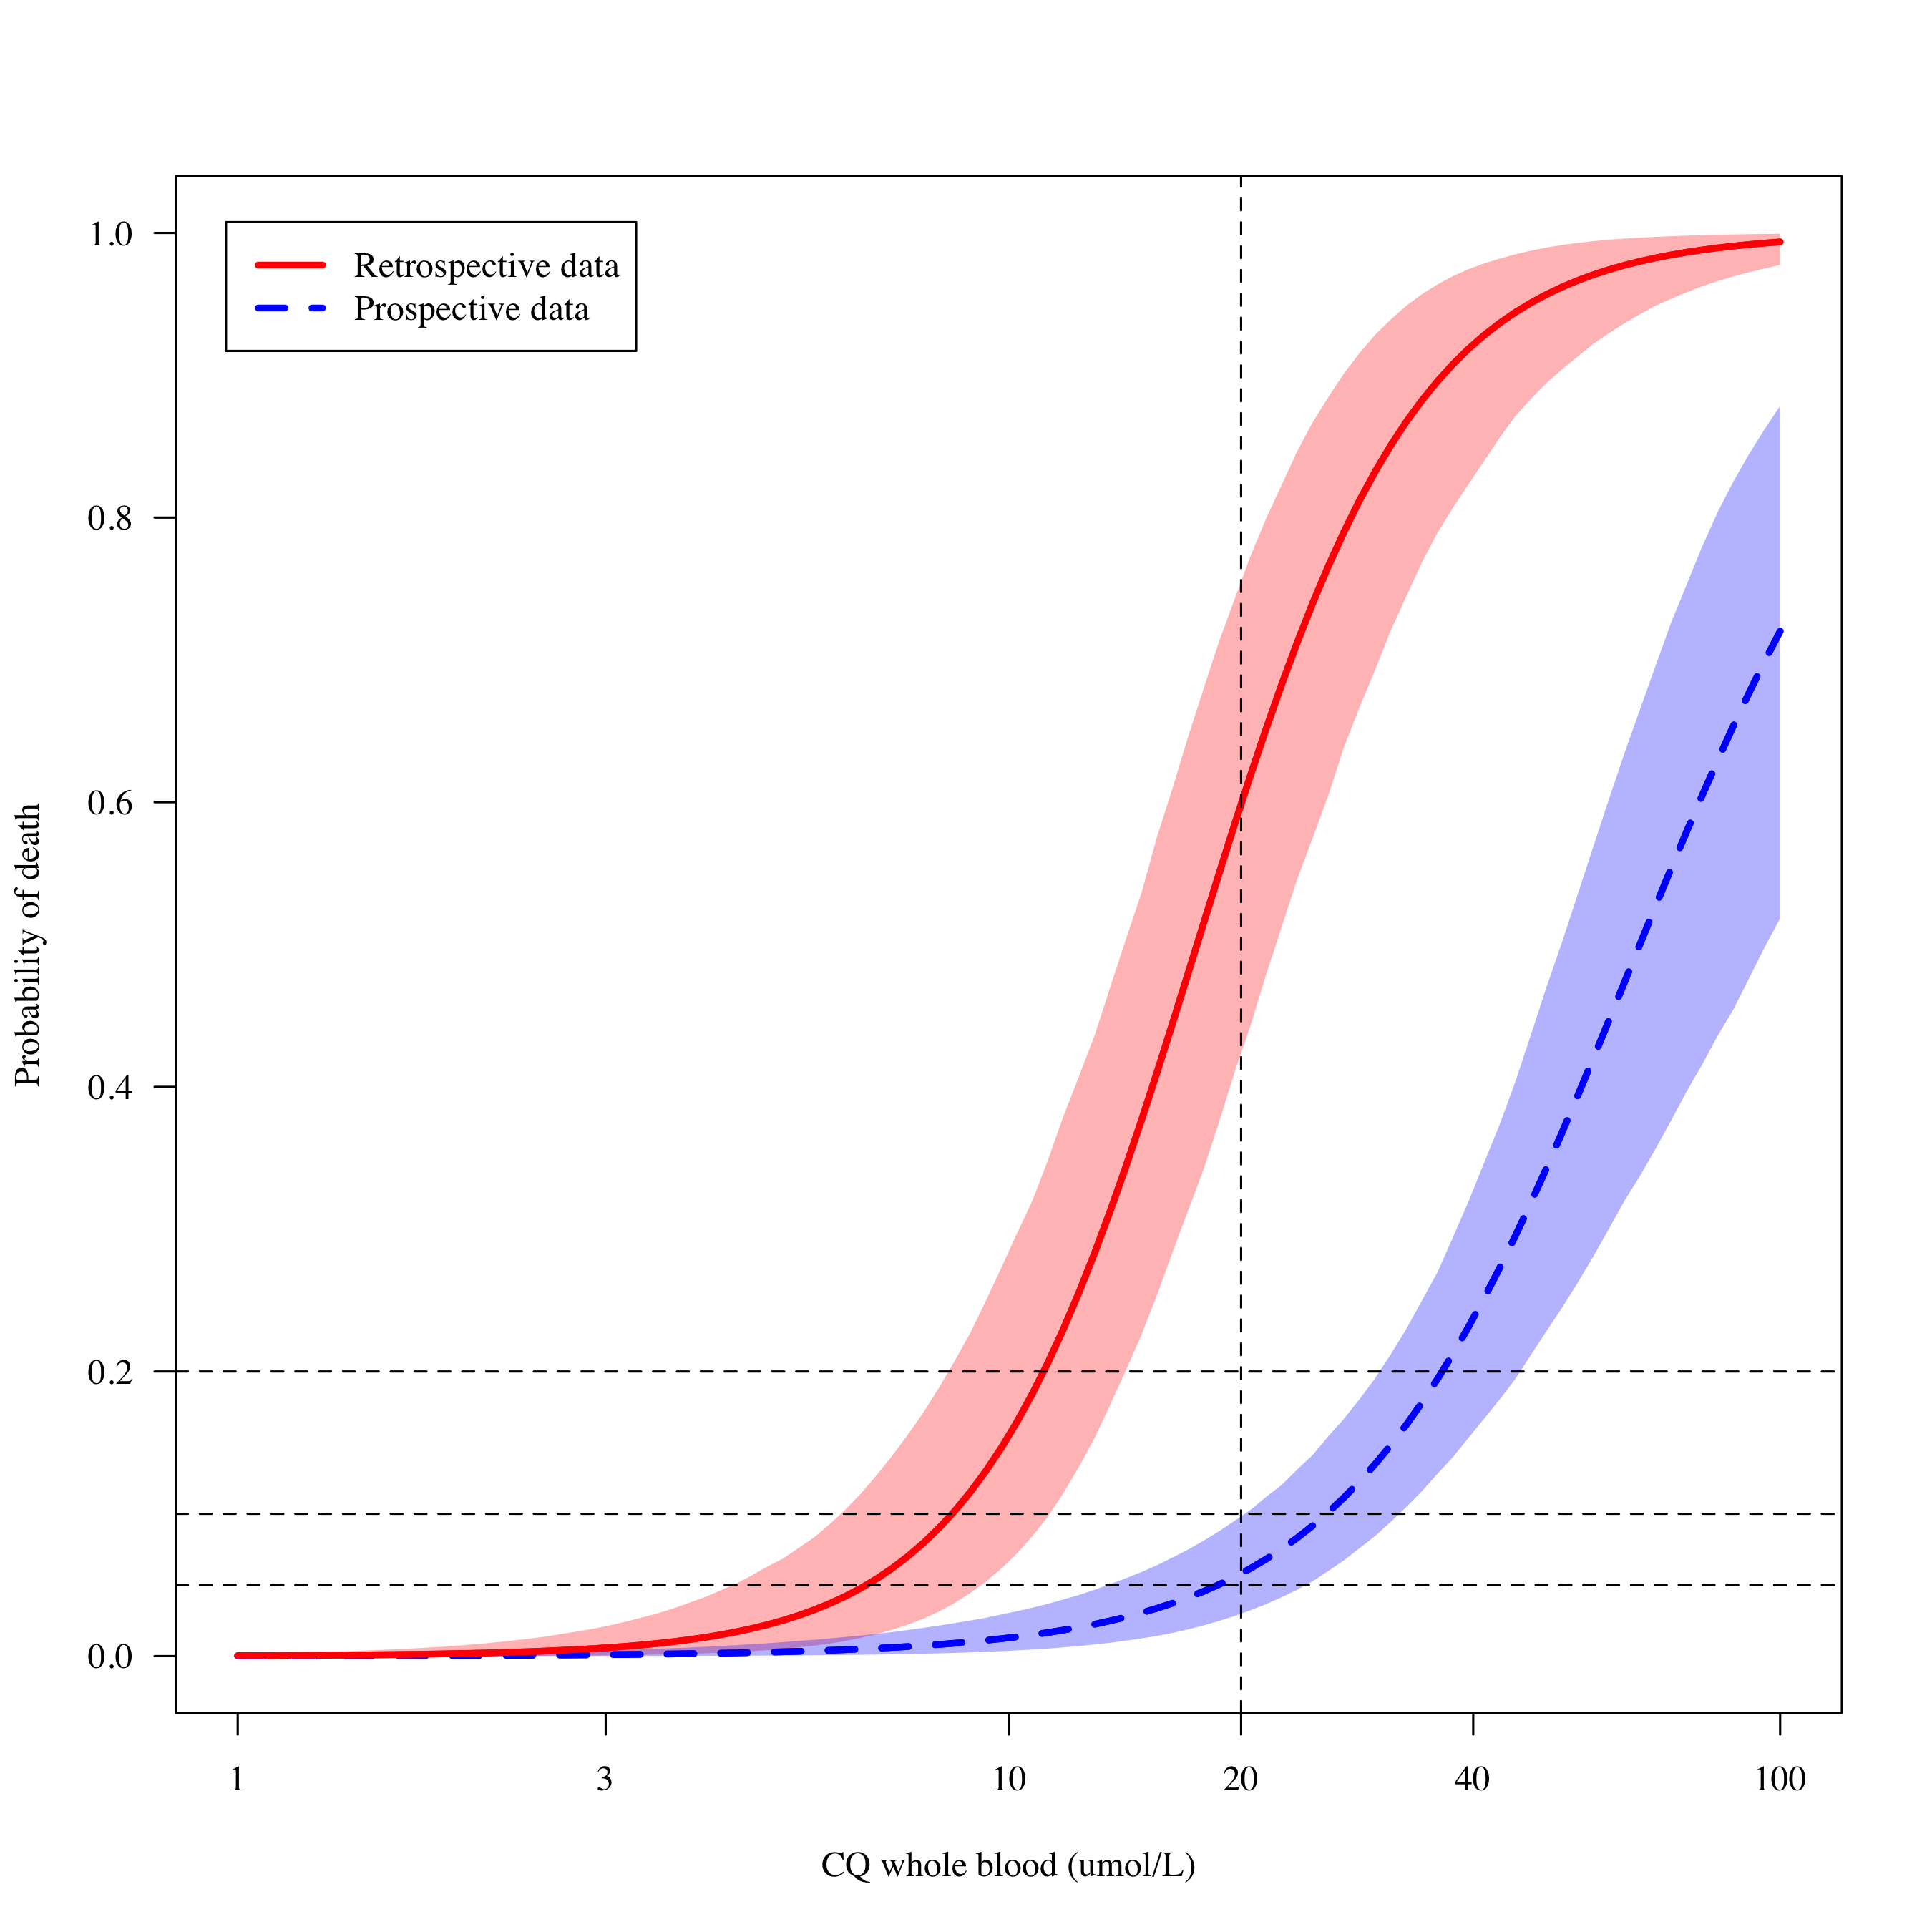 Retrospective data
Prospective data
Probability of death
1.0
0.8
0.6
0.4
0.2
0.0
1 3 10 20 40 100
CQ whole blood (umol/L)